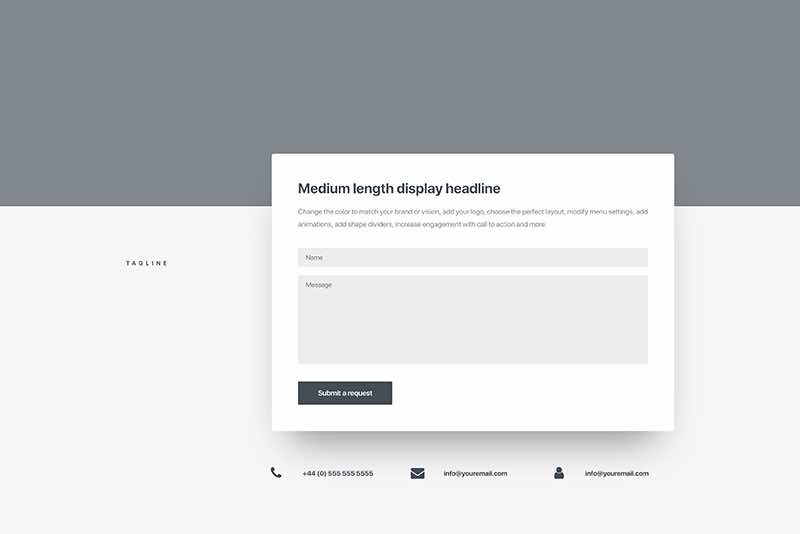 Medium length display headline
Change the color to match your brand or vision, add your logo, choose the perfect layout, modify menu settings, add
animations, add shape dividers, increase engagement with call to action and more.
TAGLINE
Name
Message
Submit a request
+44 (0) 555 555 5555
info@youremail.com
info@youremail.com